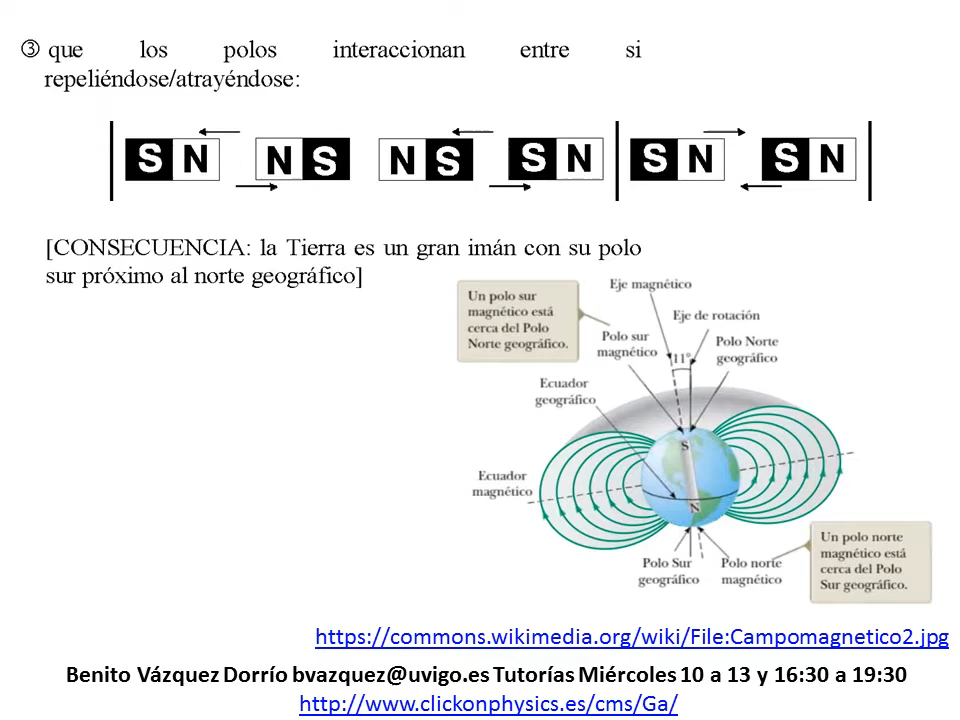 ③ que los polos interaccionan entre si
repeliéndose/atrayéndose:
S N N S N S S N S N S N
[CONSECUENCIA: la Tierra es un gran imán con su polo
sur próximo al norte geográfico]
Eje magnético
Un polo sur
magnético está
cerca del Polo
Norte geográfico.
Eje de rotación
Polo sur
magnético
Polo Norte
geográfico
11°
Ecuador
geográfico
S
Ecuador
magnético
N
Polo Sur
geográfico
Polo norte
magnético
Un polo norte
magnético está
cerca del Polo
Sur geográfico.
https://commons.wikimedia.org/wiki/File:Campomagnetico2.jpg
Benito Vázquez Dorrío bvazquez@uvigo.es Tutorías Miércoles 10 a 13 y 16:30 a 19:30
http://www.clickonphysics.es/cms/Ga/